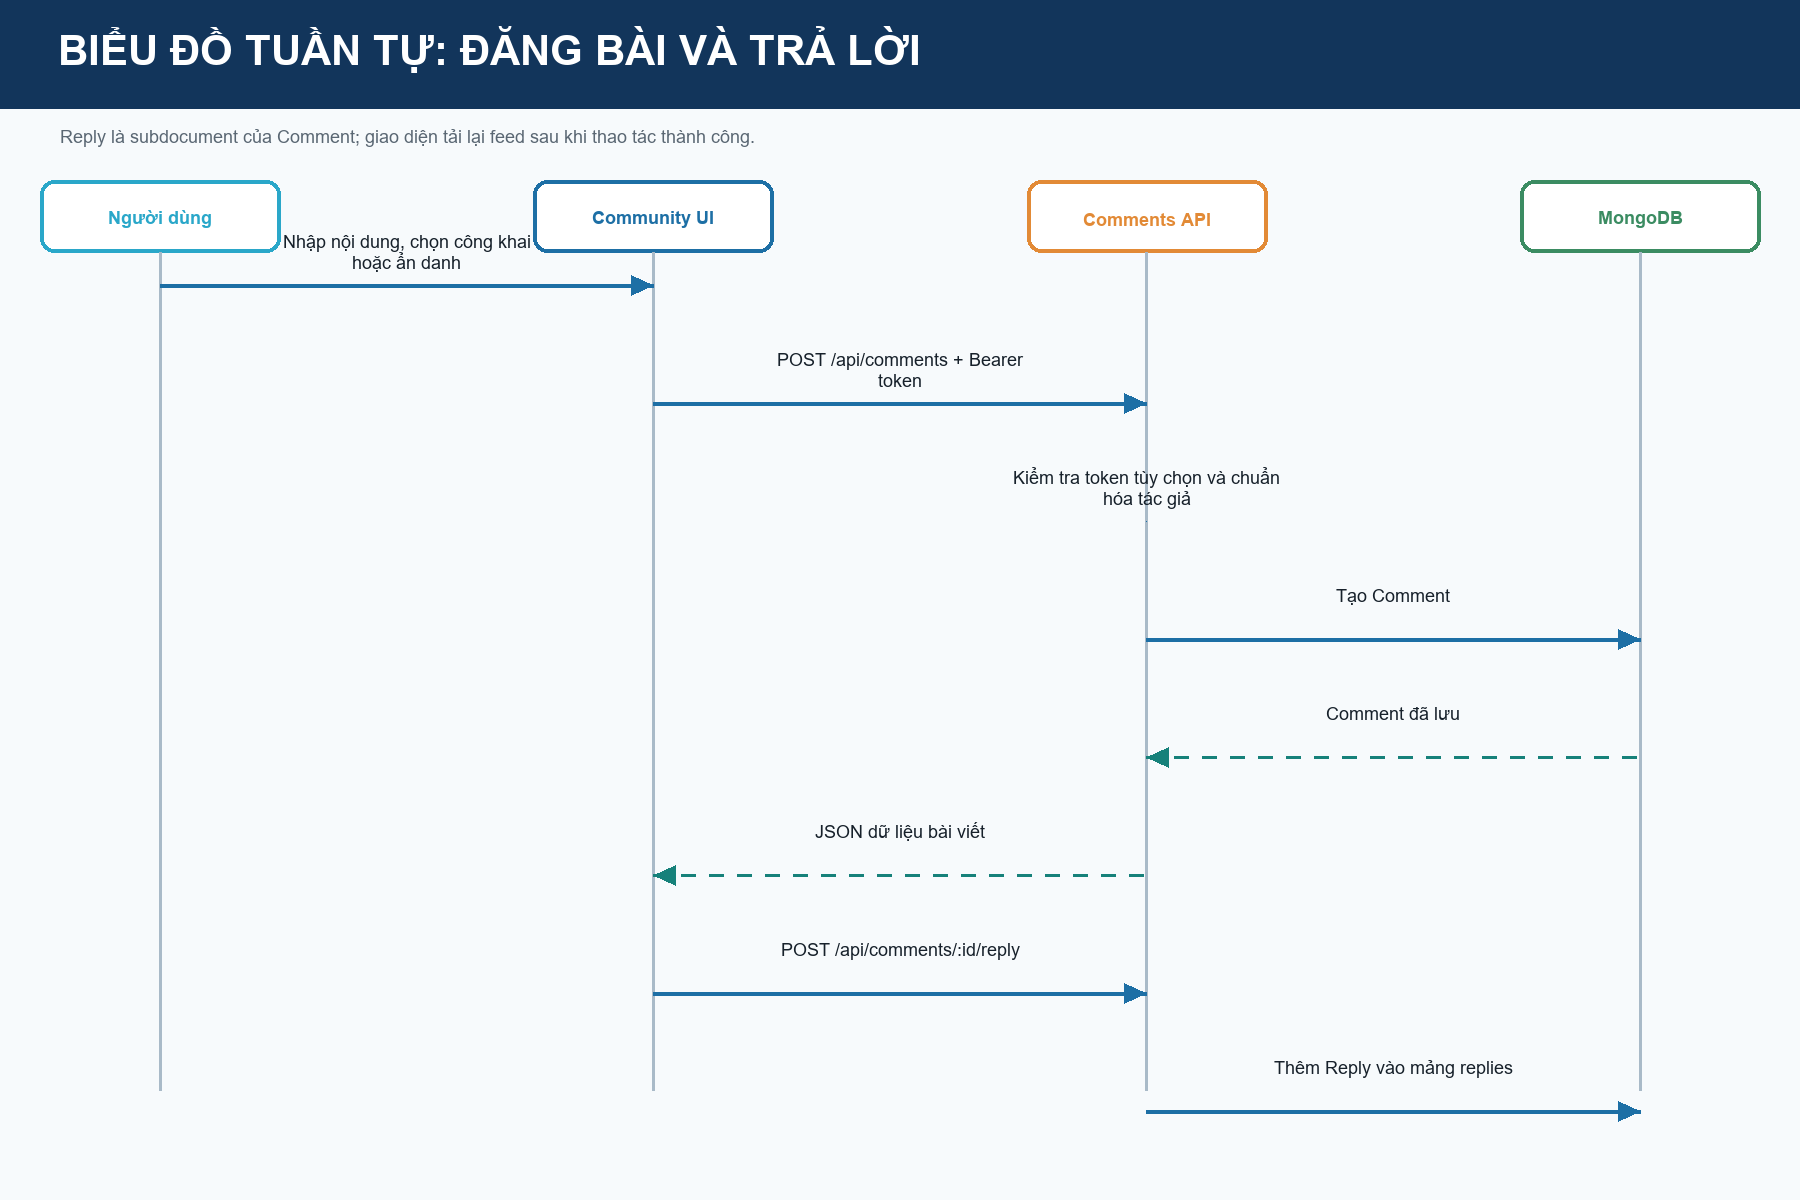 BIỂU ĐỒ TUẦN TỰ: ĐĂNG BÀI VÀ TRẢ LỜI
Reply là subdocument của Comment; giao diện tải lại feed sau khi thao tác thành công.
Người dùng
Community UI
Comments API
MongoDB
Nhập nội dung, chọn công khai
hoặc ẩn danh
POST /api/comments + Bearer
token
Kiểm tra token tùy chọn và chuẩn
hóa tác giả
Tạo Comment
Comment đã lưu
JSON dữ liệu bài viết
POST /api/comments/:id/reply
Thêm Reply vào mảng replies